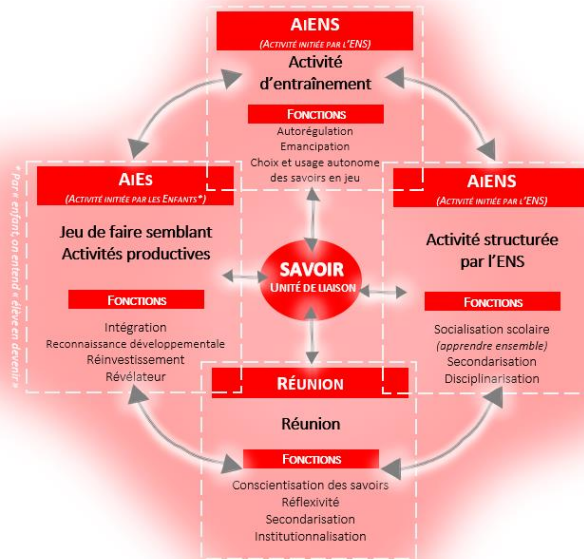 AIENS
(ACTIVITÉ INITIÉE PAR L'ENS)
Activité
d'entraînement
FONCTIONS
Autorégulation
Emancipation
Choix et usage autonome
des savoirs en jeu
* Par « enfant, on entend « élève en devenir »
AIES
(ACTIVITÉ INITIÉE PAR LES ENFANTS*)
Jeu de faire semblant
Activités productives
FONCTIONS
Intégration
Reconnaissance développementale
Réinvestissement
Révélateur
SAVOIR
UNITÉ DE LIAISON
AIENS
(ACTIVITÉ INITIÉE PAR L'ENS)
Activité structurée
par l'ENS
FONCTIONS
Socialisation scolaire
(apprendre ensemble)
Secondarisation
Disciplinarisation
RÉUNION
Réunion
FONCTIONS
Conscientisation des savoirs
Réflexivité
Secondarisation
Institutionnalisation